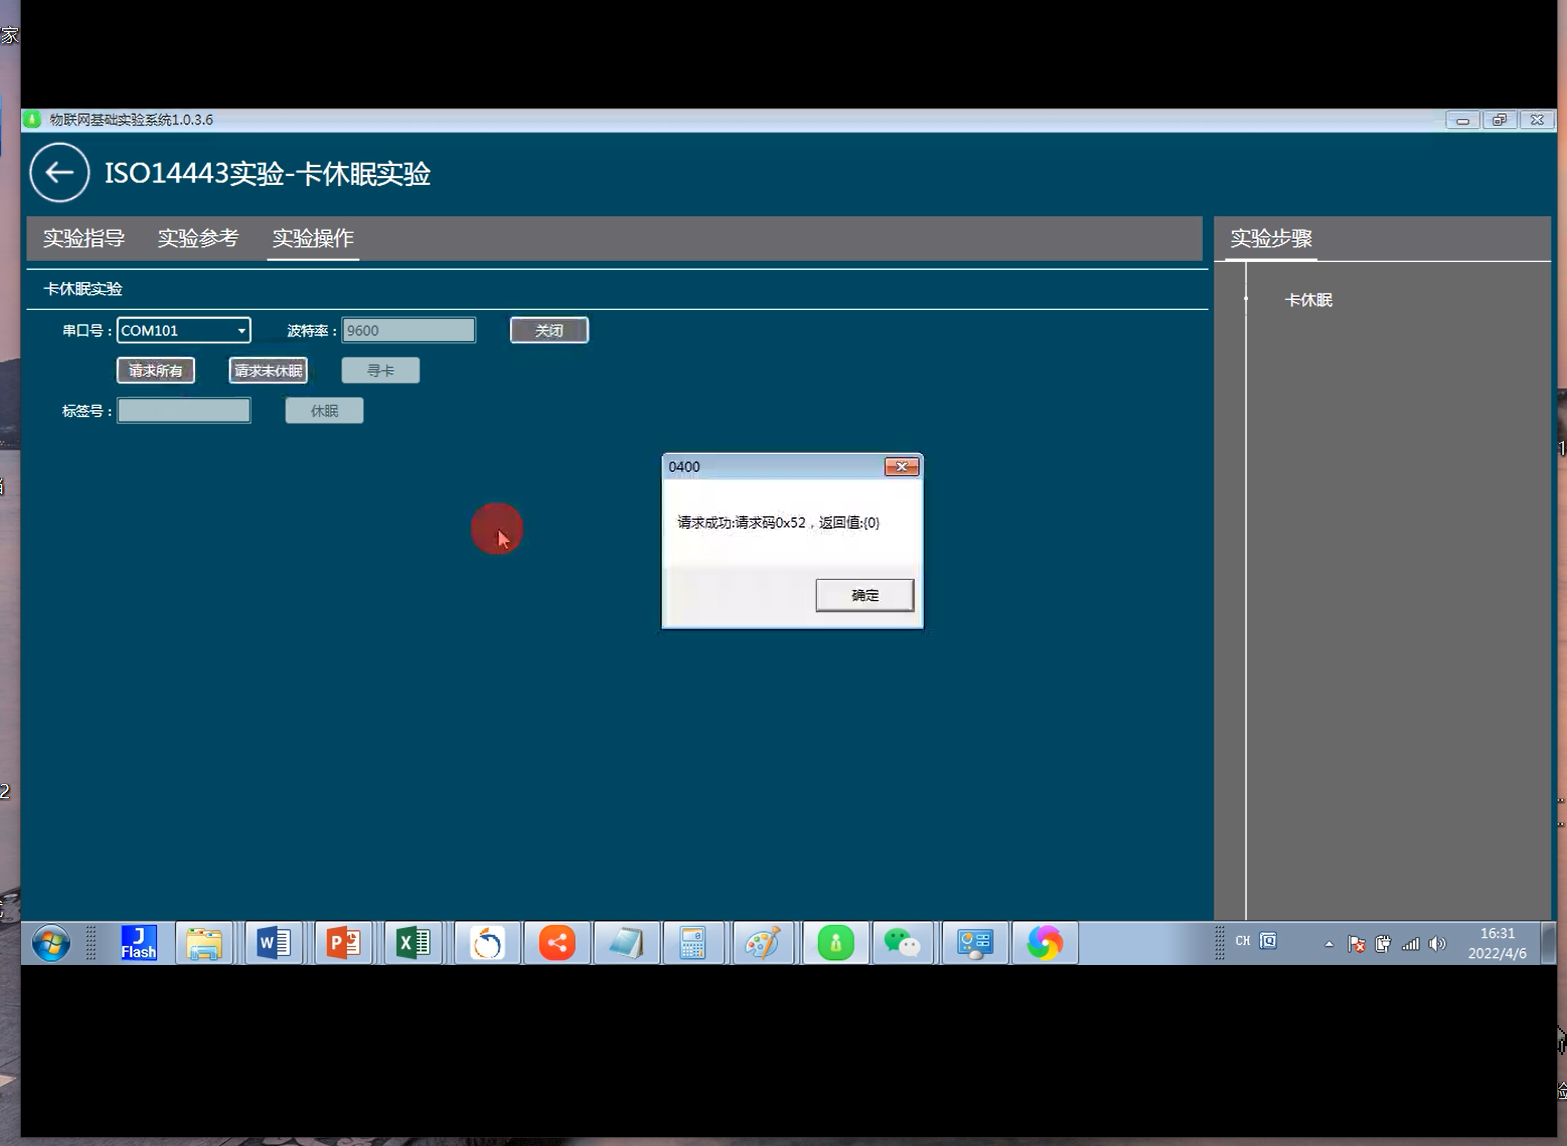 家
物联网基础实验系统1.0.3.6
ISO14443实验-卡休眠实验
实验指导 实验参考 实验操作
实验步骤
卡休眠实验
卡休眠
串口号： COM101 波特率： 9600 关闭
请求所有 请求未休眠 寻卡
标签号： 休眠
0400
请求成功:请求码0x52，返回值:{0}
确定
2
J
Flash
W
P
X
CH
16:31
2022/4/6